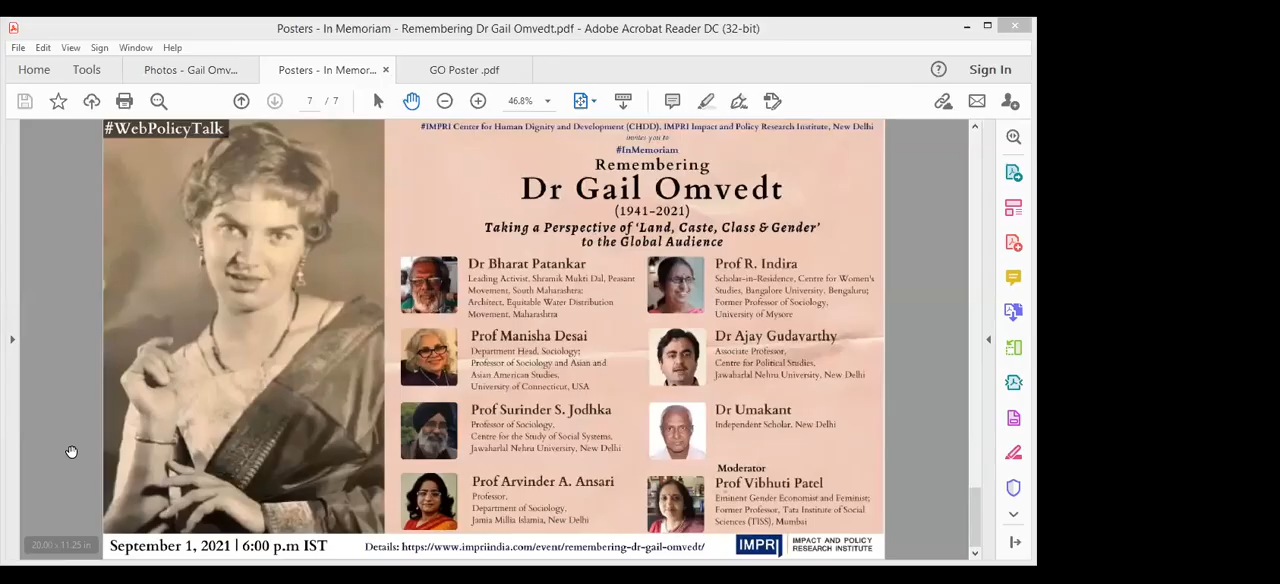 Posters - In Memoriam - Remembering Dr Gail Omvedt.pdf - Adobe Acrobat Reader DC (32-bit)
File Edit View Sign Window Help
Home Tools Photos - Gail Omv... Posters - In Memor... × GO Poster .pdf Sign In
7 / 7 46.8%
#WebPolicyTalk
#IMPRI Center for Human Dignity and Development (CHDD), IMPRI Impact and Policy Research Institute, New Delhi
invites you to
#InMemoriam
Remembering
Dr Gail Omvedt
(1941-2021)
Taking a Perspective of 'Land, Caste, Class & Gender'
to the Global Audience
Dr Bharat Patankar
Leading Activist, Shramik Mukti Dal, Peasant
Movement, South Maharashtra;
Architect, Equitable Water Distribution
Movement, Maharashtra
Prof R. Indira
Scholar-in-Residence, Centre for Women's
Studies, Bangalore University, Bengaluru;
Former Professor of Sociology,
University of Mysore
Prof Manisha Desai
Department Head, Sociology;
Professor of Sociology and Asian and
Asian American Studies,
University of Connecticut, USA
Dr Ajay Gudavarthy
Associate Professor,
Centre for Political Studies,
Jawaharlal Nehru University, New Delhi
Prof Surinder S. Jodhka
Professor of Sociology,
Centre for the Study of Social Systems,
Jawaharlal Nehru University, New Delhi
Dr Umakant
Independent Scholar, New Delhi
Prof Arvinder A. Ansari
Professor,
Department of Sociology,
Jamia Millia Islamia, New Delhi
Moderator
Prof Vibhuti Patel
Eminent Gender Economist and Feminist;
Former Professor, Tata Institute of Social
Sciences (TISS), Mumbai
20.00 x 11.25 in
September 1, 2021 | 6:00 p.m IST
Details: https://www.impriindia.com/event/remembering-dr-gail-omvedt/
IMPRI
IMPACT AND POLICY
RESEARCH INSTITUTE